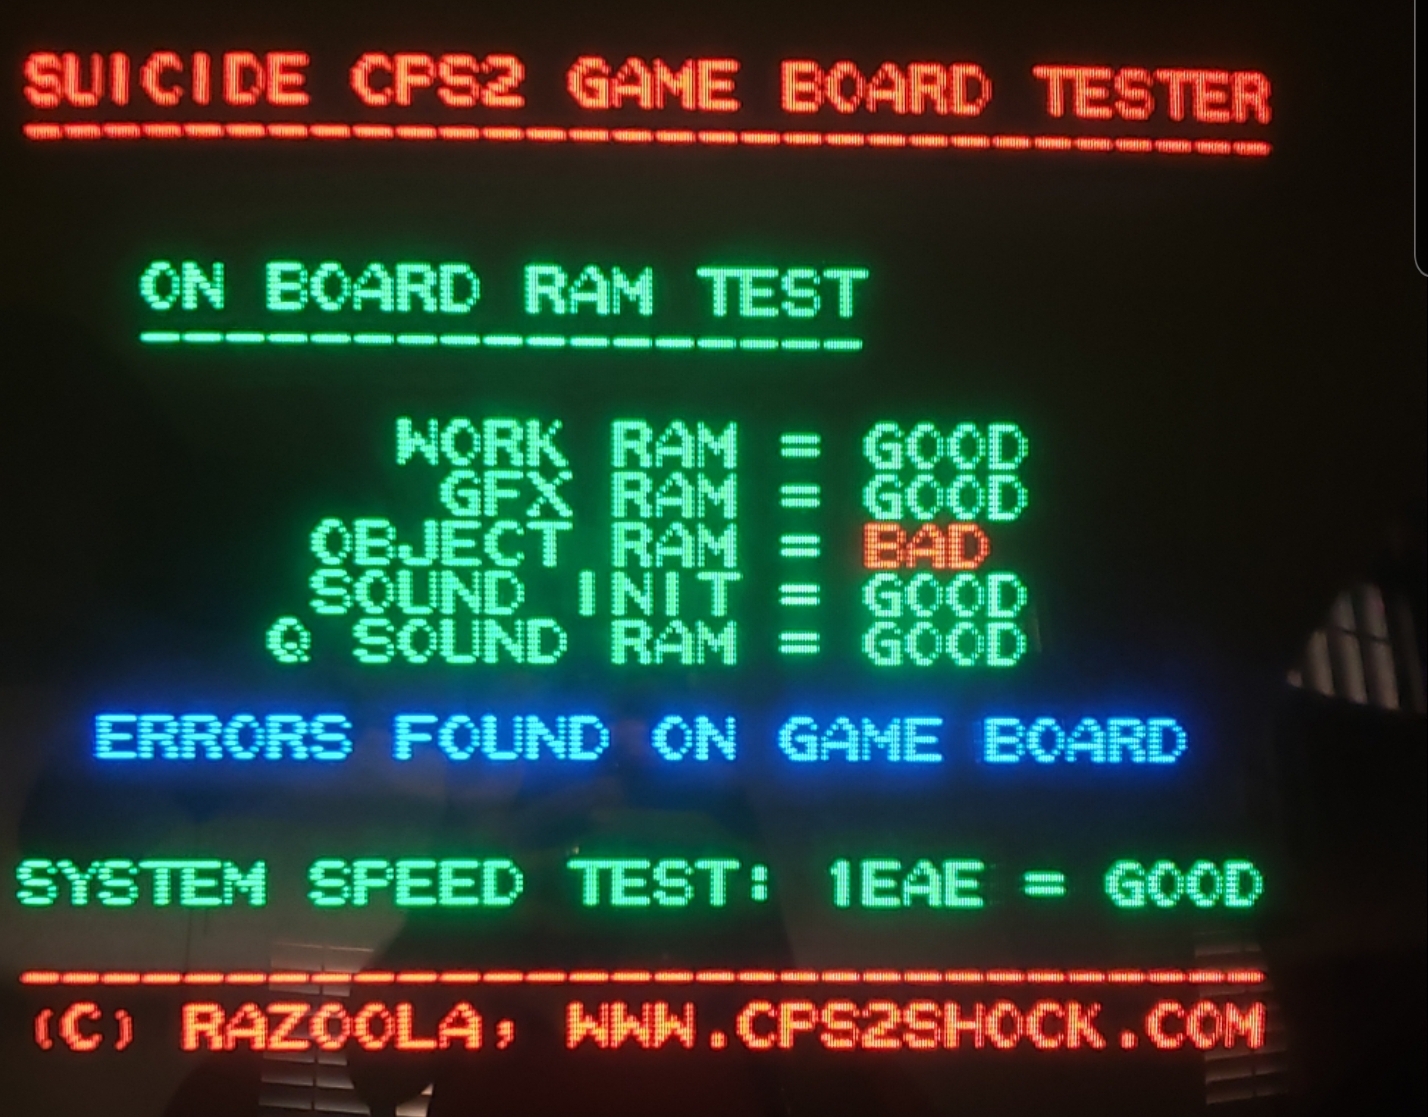 SUICIDE CPS2 GAME BOARD TESTER
ON BOARD RAM TEST
WORK RAM = GOOD
GFX RAM = GOOD
OBJECT RAM = BAD
SOUND INIT = GOOD
Q SOUND RAM = GOOD
ERRORS FOUND ON GAME BOARD
SYSTEM SPEED TEST: 1EAE = GOOD
(C) RAZOOLA, WWW.CPS2SHOCK.COM